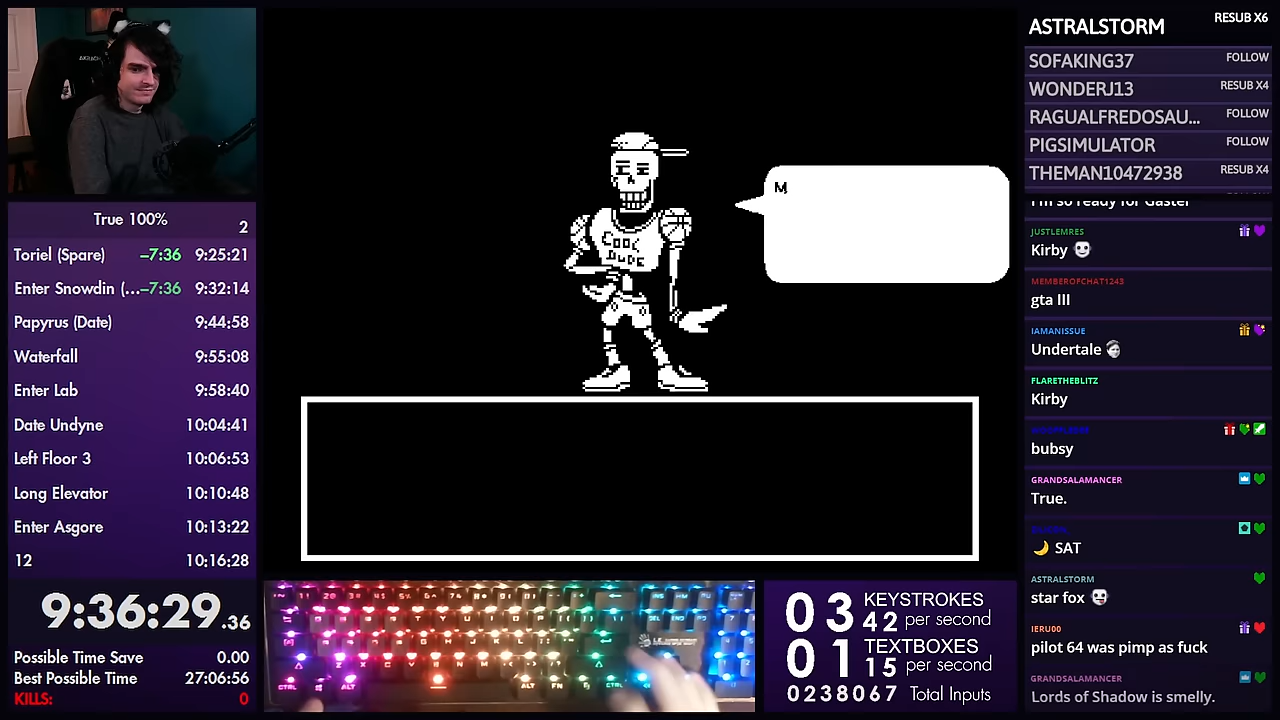 True 100%
2
Toriel (Spare) −7:36 9:25:21
Enter Snowdin (... −7:36 9:32:14
Papyrus (Date) 9:44:58
Waterfall 9:55:08
Enter Lab 9:58:40
Date Undyne 10:04:41
Left Floor 3 10:06:53
Long Elevator 10:10:48
Enter Asgore 10:13:22
12 10:16:28
9:36:29.36
Possible Time Save 0.00
Best Possible Time 27:06:56
KILLS: 0
COOL
DUDE
M
03 KEYSTROKES
42 per second
01 TEXTBOXES
15 per second
0238067 Total Inputs
ASTRALSTORM RESUB X6
SOFAKING37 FOLLOW
WONDERJ13 RESUB X4
RAGUALFREDOSAU... FOLLOW
PIGSIMULATOR FOLLOW
THEMAN10472938 RESUB X4
I'm so ready for Gaster
JUSTLEMRES
Kirby
MEMBEROFCHAT1243
gta III
IAMANISSUE
Undertale
FLARETHEBLITZ
Kirby
bubsy
GRANDSALAMANCER
True.
SAT
ASTRALSTORM
star fox
IERU00
pilot 64 was pimp as fuck
GRANDSALAMANCER
Lords of Shadow is smelly.